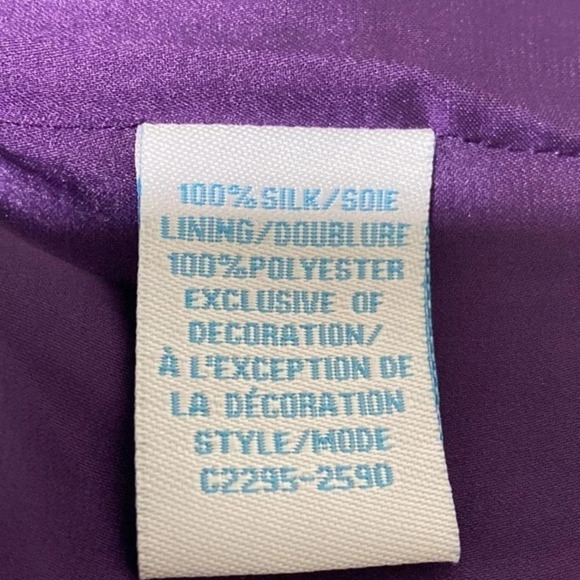 100% SILK/SOIE
LINING/DOUBLURE
100% POLYESTER
EXCLUSIVE OF
DECORATION/
À L'EXCEPTION DE
LA DÉCORATION
STYLE/MODE
C2295-2590